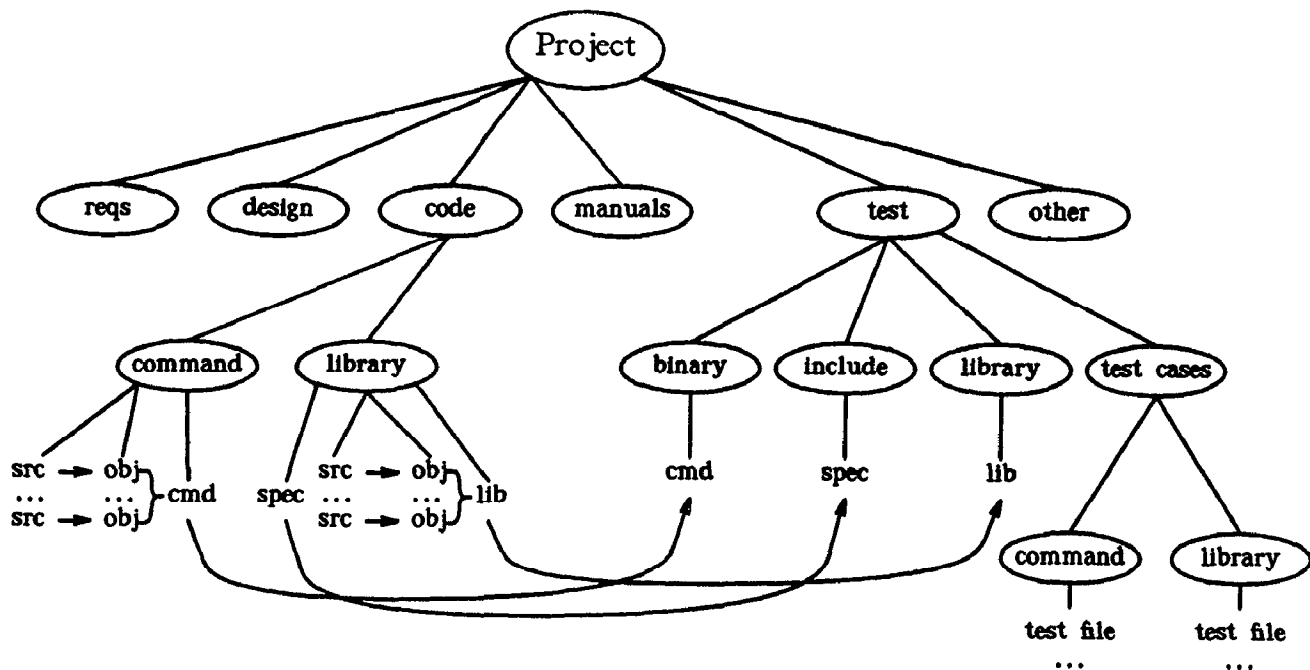 Project
reqs design code manuals test other
command library binary include library test cases
src obj src obj cmd spec lib
... ... cmd spec ... ... lib
src obj src obj
command library
test file test file
... ...